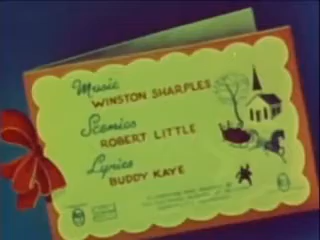 Music
WINSTON SHARPLES
Scenics
ROBERT LITTLE
Lyrics
BUDDY KAYE